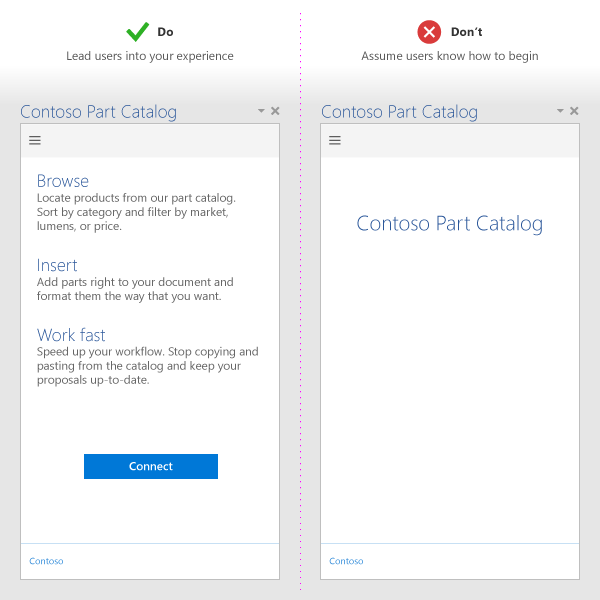 Do
Lead users into your experience
Contoso Part Catalog
Browse
Locate products from our part catalog.
Sort by category and filter by market,
lumens, or price.
Insert
Add parts right to your document and
format them the way that you want.
Work fast
Speed up your workflow. Stop copying and
pasting from the catalog and keep your
proposals up-to-date.
Connect
Contoso
Don't
Assume users know how to begin
Contoso Part Catalog
Contoso Part Catalog
Contoso